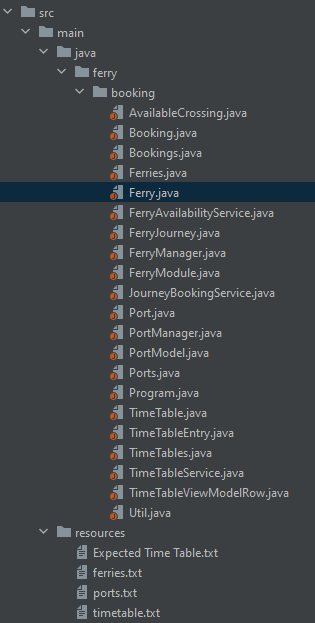 src
main
java
ferry
booking
AvailableCrossing.java
Booking.java
Bookings.java
Ferries.java
Ferry.java
FerryAvailabilityService.java
FerryJourney.java
FerryManager.java
FerryModule.java
JourneyBookingService.java
Port.java
PortManager.java
PortModel.java
Ports.java
Program.java
TimeTable.java
TimeTableEntry.java
TimeTables.java
TimeTableService.java
TimeTableViewModelRow.java
Util.java
resources
Expected Time Table.txt
ferries.txt
ports.txt
timetable.txt